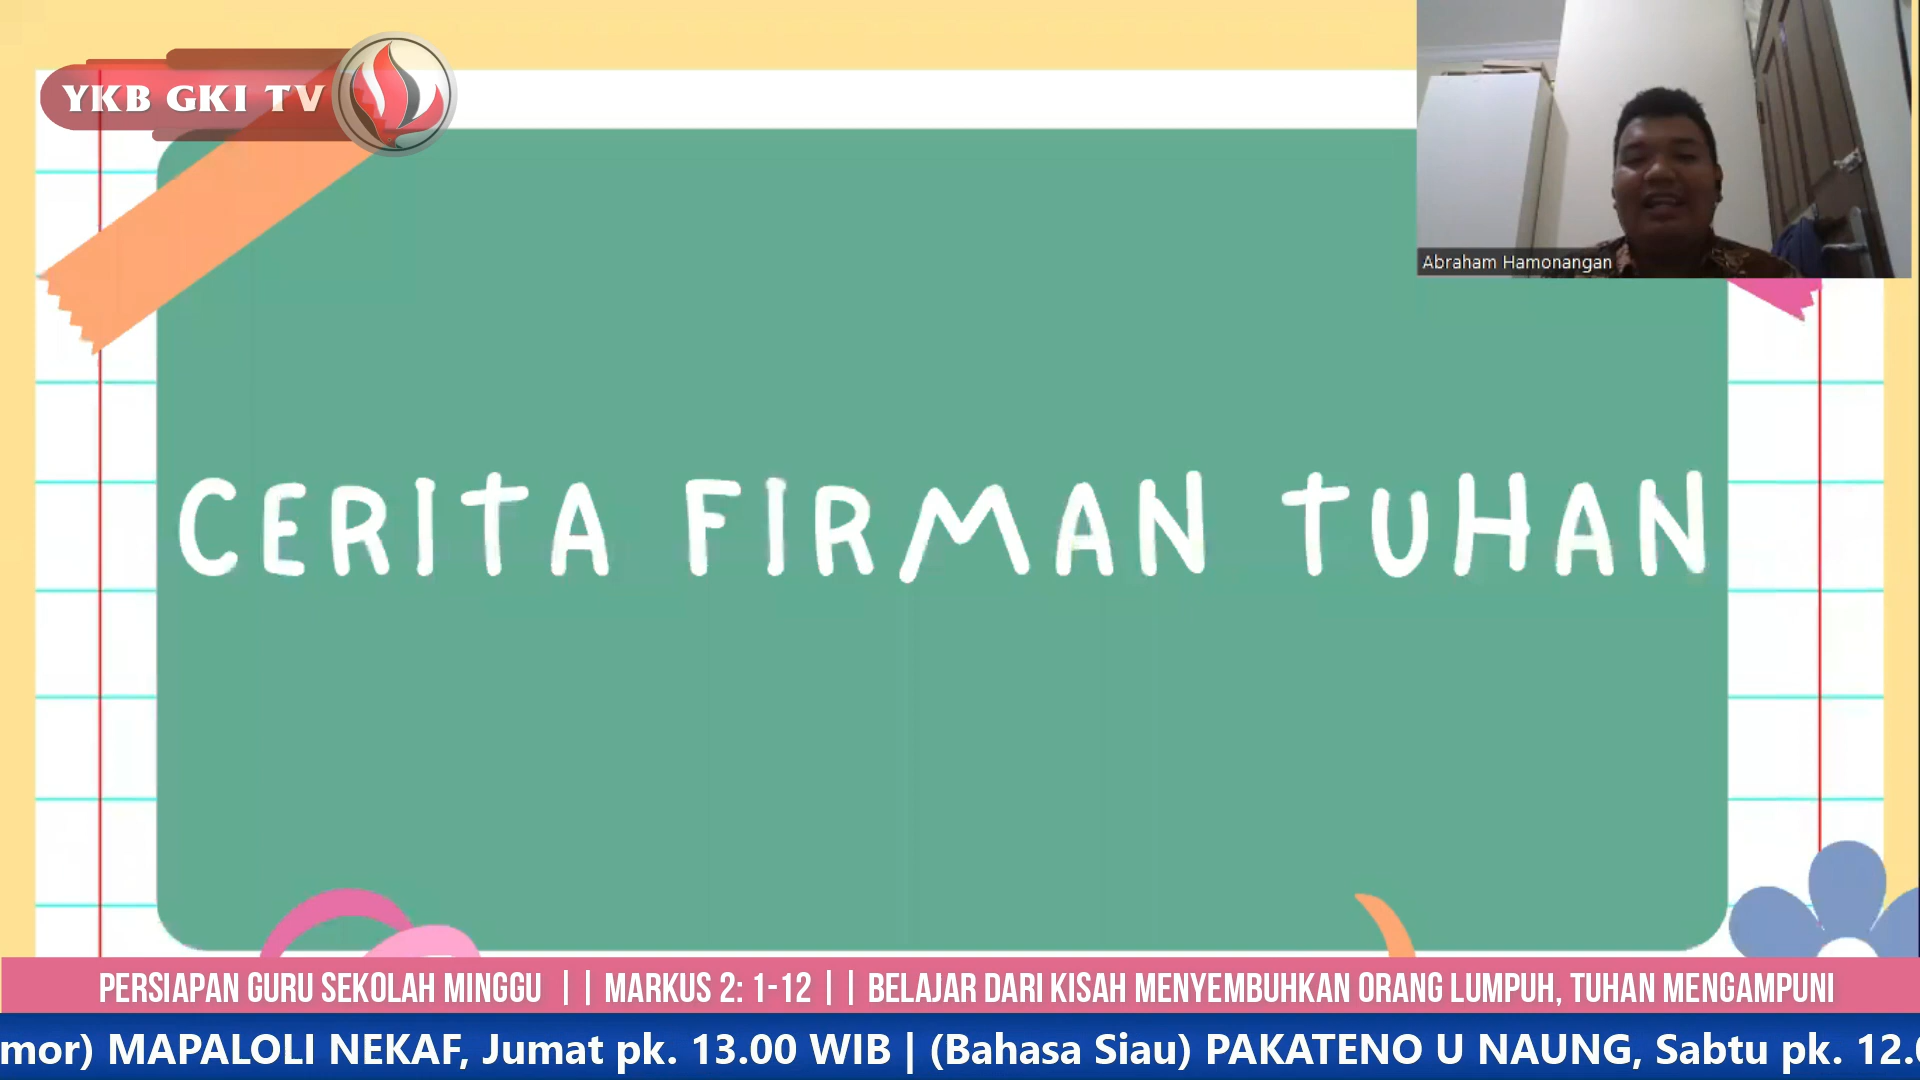 YKB GKI TV
Abraham Hamonangan
CERITA FIRMAN TUHAN
PERSIAPAN GURU SEKOLAH MINGGU || MARKUS 2: 1-12 || BELAJAR DARI KISAH MENYEMBUHKAN ORANG LUMPUH, TUHAN MENGAMPUNI
mor) MAPALOLI NEKAF, Jumat pk. 13.00 WIB | (Bahasa Siau) PAKATENO U NAUNG, Sabtu pk. 12.